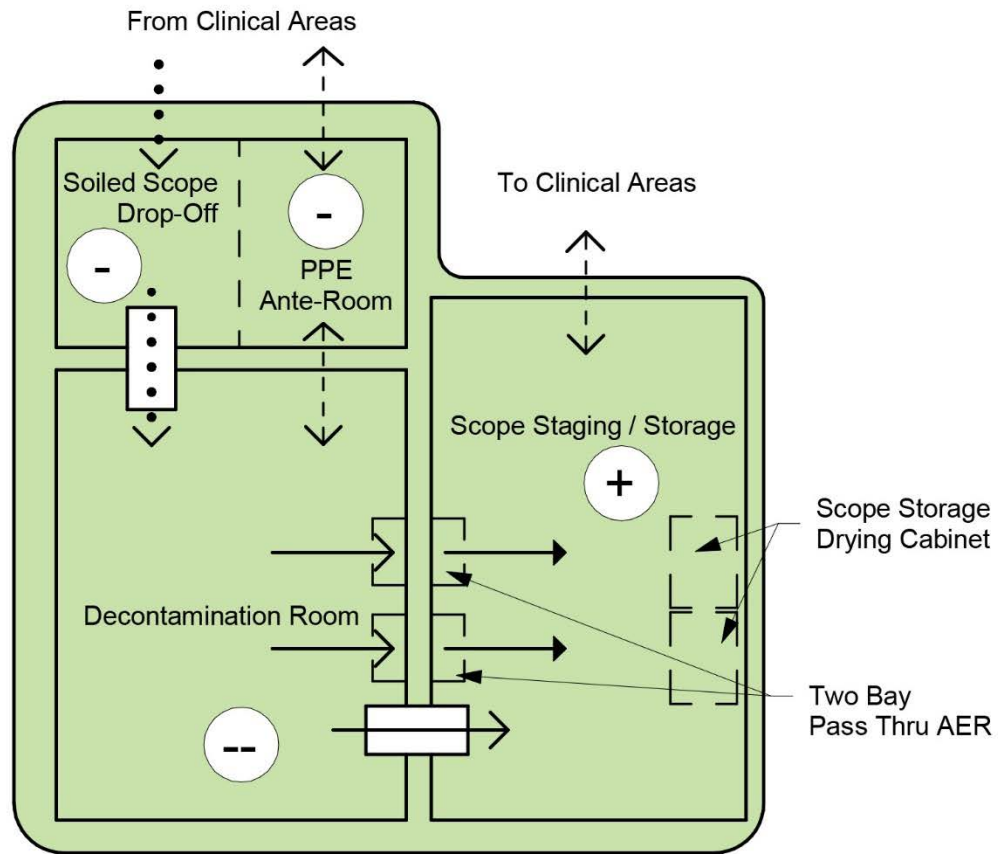 From Clinical Areas
Soiled Scope
Drop-Off
-
-
PPE
Ante-Room
To Clinical Areas
Scope Staging / Storage
+
Scope Storage
Drying Cabinet
Decontamination Room
Two Bay
Pass Thru AER
--